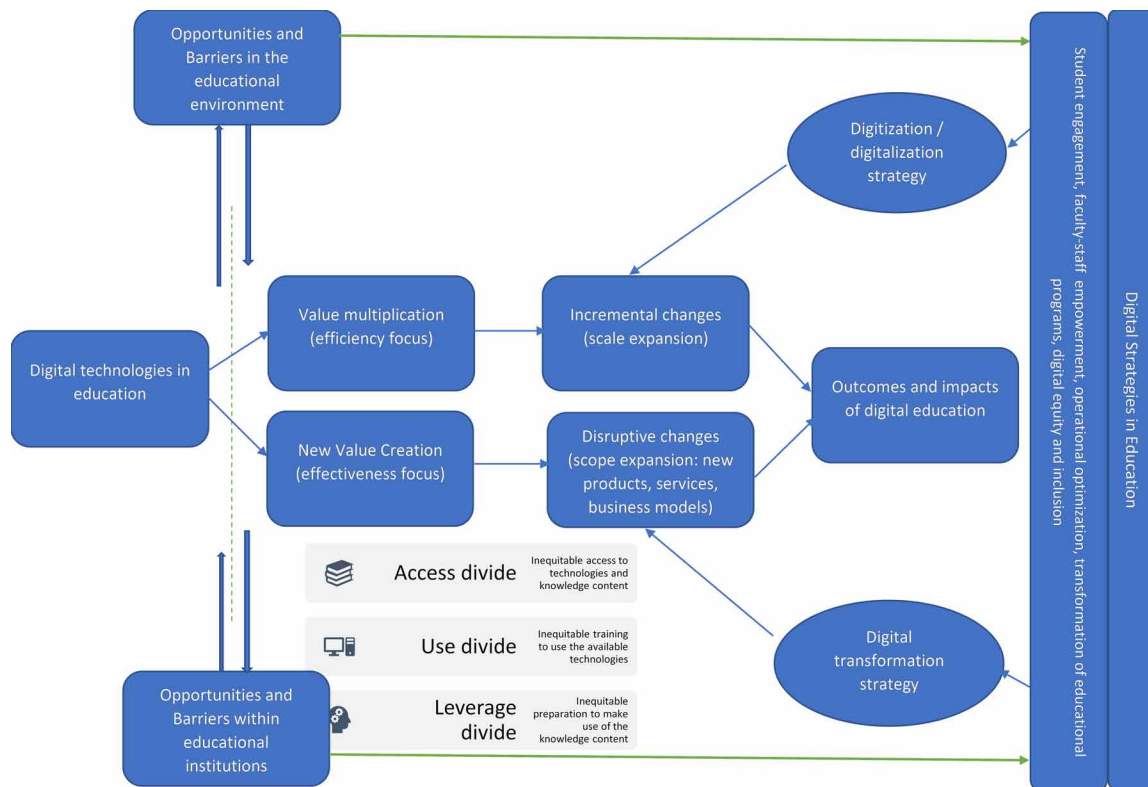 Opportunities and
Barriers in the
educational
environment
Digitization /
digitalization
strategy
Value multiplication
(efficiency focus)
Incremental changes
(scale expansion)
Digital technologies in
education
Outcomes and impacts
of digital education
New Value Creation
(effectiveness focus)
Disruptive changes
(scope expansion: new
products, services,
business models)
Access divide
Inequitable access to
technologies and
knowledge content
Use divide
Inequitable training
to use the available
technologies
Leverage
divide
Inequitable
preparation to make
use of the
knowledge content
Digital
transformation
strategy
Opportunities and
Barriers within
educational
institutions
Student engagement, faculty-staff empowerment, operational optimization, transformation of educational
programs, digital equity and inclusion
Digital Strategies in Education